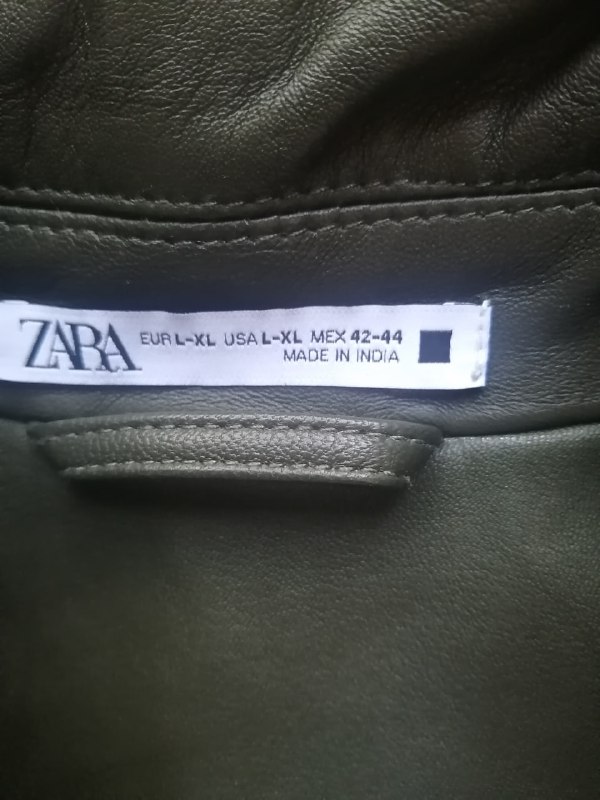 ZARA EUR L-XL USA L-XL MEX 42-44
MADE IN INDIA